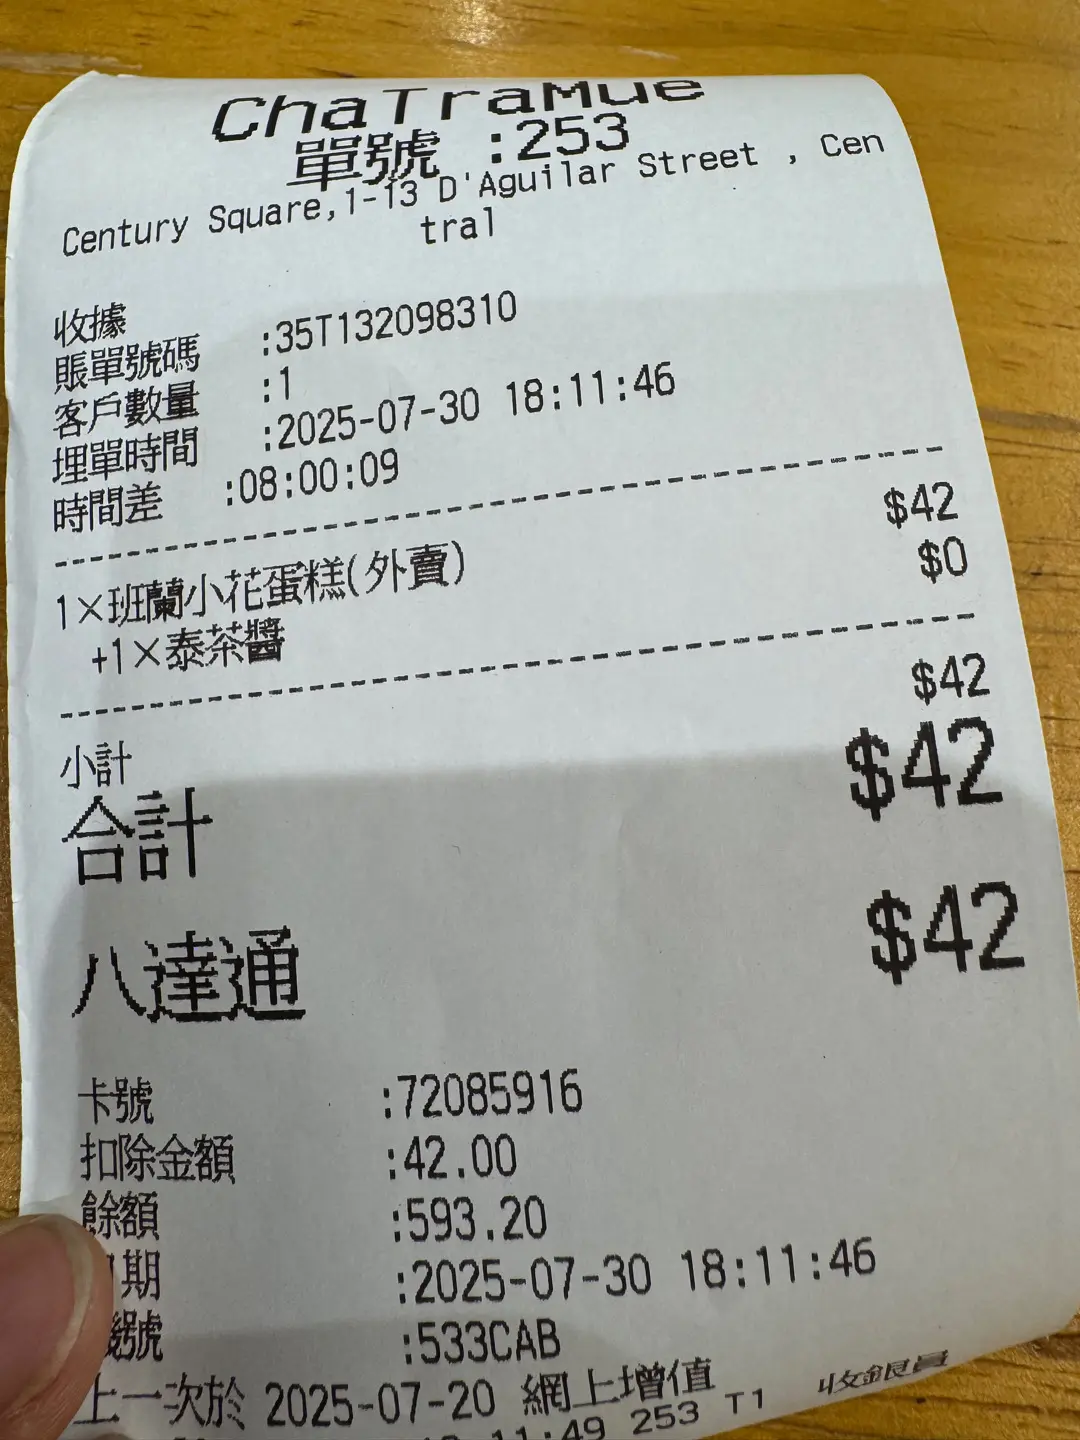 ChaTraMue
單號 :253
Century Square,1-13 D'Aguilar Street , Cen
tral
收據
賬單號碼 :35T132098310
客戶數量 :1
埋單時間 :2025-07-30 18:11:46
時間差 :08:00:09
1×班蘭小花蛋糕(外賣) $42
+1×泰茶醬 $0
小計 $42
合計 $42
八達通 $42
卡號 :72085916
扣除金額 :42.00
餘額 :593.20
期 :2025-07-30 18:11:46
號 :533CAB
上一次於 2025-07-20 網上增值
11:49 253 T1 收銀員